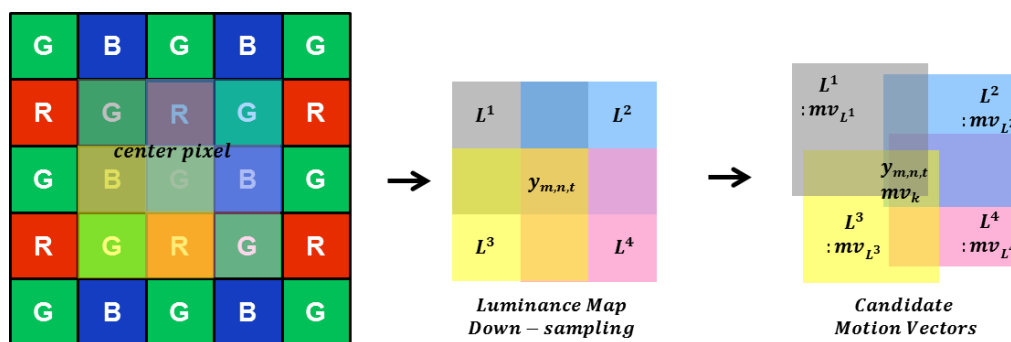 G B G B G
R G R G R
center pixel
G B G B G
R G R G R
G B G B G
L¹ L²
y_{m,n,t}
L³ L⁴
Luminance Map
Down − sampling
L¹
: mv_{L¹}
L²
: mv_{L²}
y_{m,n,t}
mv_k
L³
: mv_{L³}
L⁴
: mv_{L⁴}
Candidate
Motion Vectors